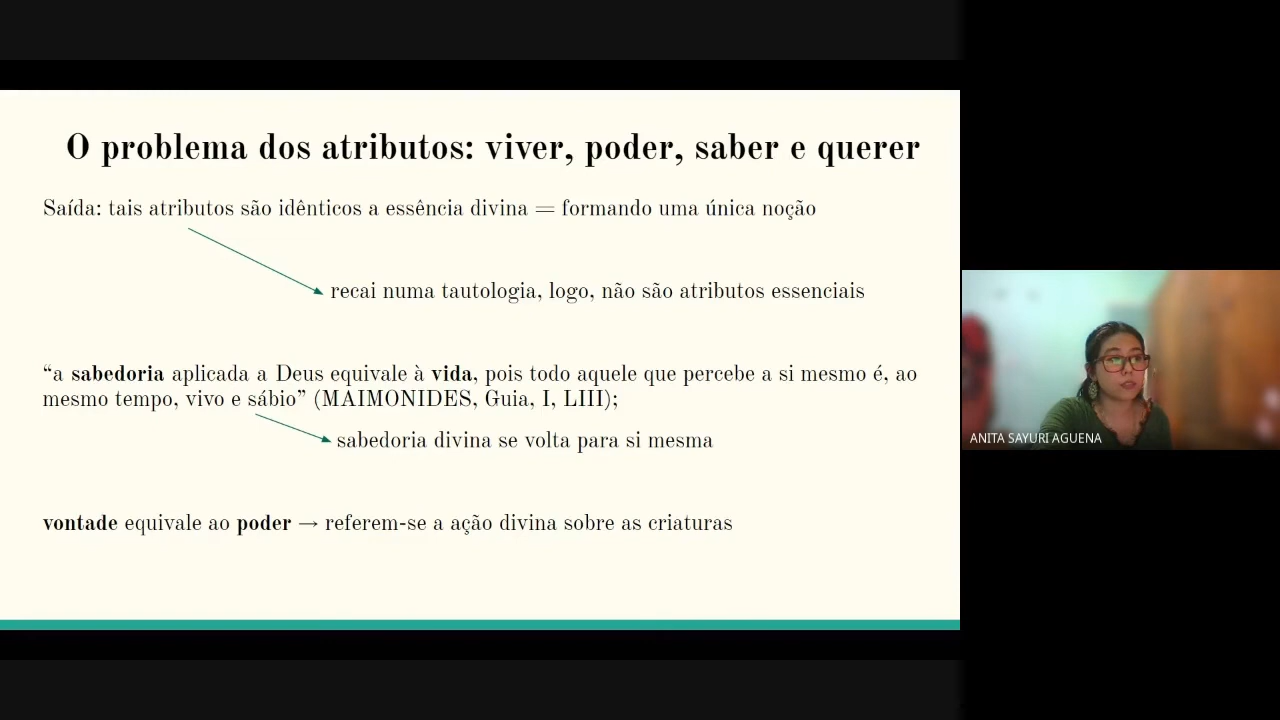 O problema dos atributos: viver, poder, saber e querer
Saída: tais atributos são idênticos a essência divina = formando uma única noção
recai numa tautologia, logo, não são atributos essenciais
“a sabedoria aplicada a Deus equivale à vida, pois todo aquele que percebe a si mesmo é, ao
mesmo tempo, vivo e sábio” (MAIMONIDES, Guia, I, LIII);
sabedoria divina se volta para si mesma
vontade equivale ao poder → referem-se a ação divina sobre as criaturas
ANITA SAYURI AGUENA